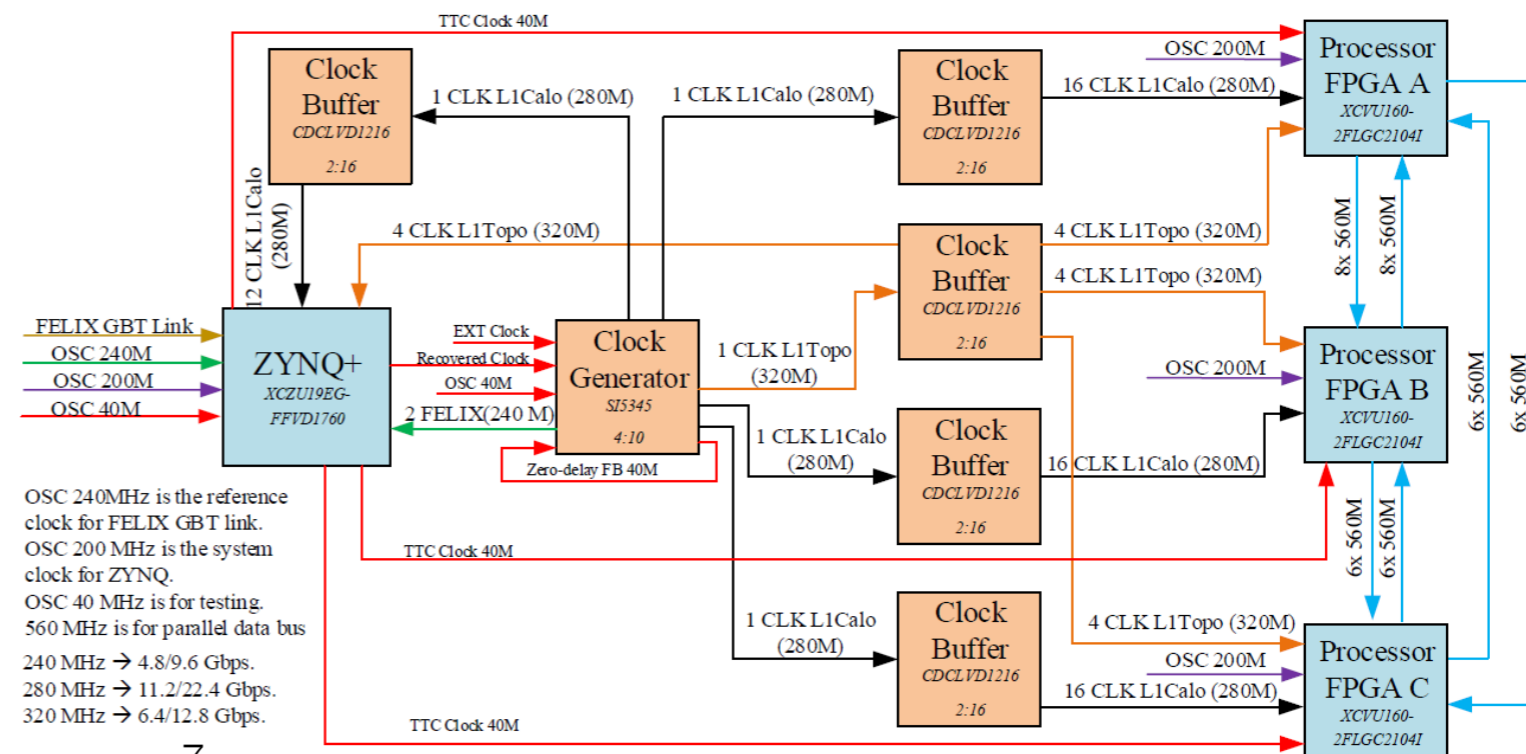 TTC Clock 40M
Clock
Buffer
CDCLVD1216
2:16
1 CLK L1Calo (280M)
12 CLK L1Calo
(280M)
1 CLK L1Calo (280M)
Clock
Buffer
CDCLVD1216
2:16
16 CLK L1Calo (280M)
OSC 200M
Processor
FPGA A
XCVU160-
2FLGC2104I
4 CLK L1Topo (320M)
Clock
Buffer
CDCLVD1216
2:16
4 CLK L1Topo (320M)
4 CLK L1Topo (320M)
8x 560M
8x 560M
FELIX GBT Link
OSC 240M
OSC 200M
OSC 40M
ZYNQ+
XCZU19EG-
FFVD1760
EXT Clock
Recovered Clock
OSC 40M
2 FELIX(240 M)
Clock
Generator
SI5345
4:10
Zero-delay FB 40M
1 CLK L1Topo
(320M)
OSC 200M
Processor
FPGA B
XCVU160-
2FLGC2104I
6x 560M
6x 560M
1 CLK L1Calo
(280M)
Clock
Buffer
CDCLVD1216
2:16
16 CLK L1Calo (280M)
6x 560M
6x 560M
TTC Clock 40M
OSC 240MHz is the reference
clock for FELIX GBT link.
OSC 200 MHz is the system
clock for ZYNQ.
OSC 40 MHz is for testing.
560 MHz is for parallel data bus
240 MHz → 4.8/9.6 Gbps.
280 MHz → 11.2/22.4 Gbps.
320 MHz → 6.4/12.8 Gbps.
1 CLK L1Calo
(280M)
Clock
Buffer
CDCLVD1216
2:16
4 CLK L1Topo (320M)
OSC 200M
16 CLK L1Calo (280M)
Processor
FPGA C
XCVU160-
2FLGC2104I
TTC Clock 40M